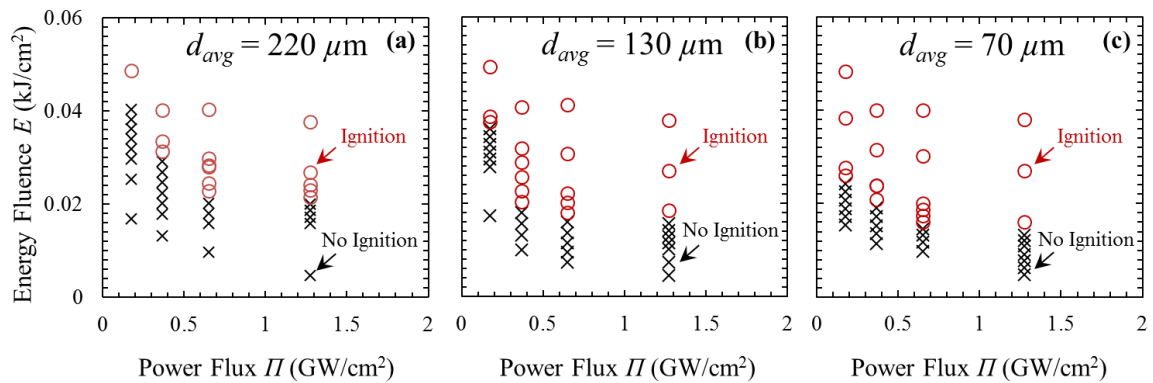 0.06
0.04
0.02
0
Energy Fluence E (kJ/cm²)
d_avg = 220 μm (a)
Ignition
No Ignition
0 0.5 1 1.5 2
Power Flux Π (GW/cm²)
d_avg = 130 μm (b)
Ignition
No Ignition
0 0.5 1 1.5 2
Power Flux Π (GW/cm²)
d_avg = 70 μm (c)
Ignition
No Ignition
0 0.5 1 1.5 2
Power Flux Π (GW/cm²)